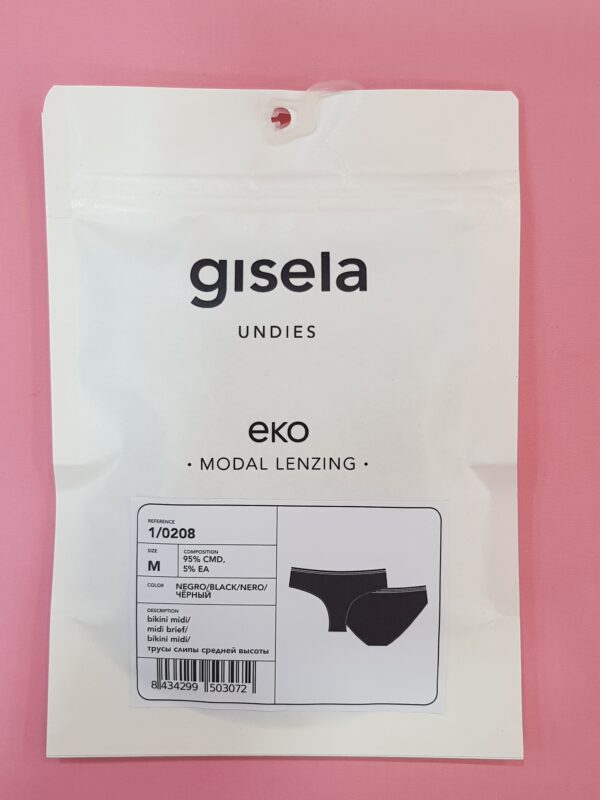 gisela
UNDIES
eko
• MODAL LENZING •
REFERENCE
1/0208
SIZE
M
COMPOSITION
95% CMD,
5% EA
COLOR
NEGRO/BLACK/NERO/
ЧЁРНЫЙ
DESCRIPTION
bikini midi/
midi brief/
bikini midi/
трусы слипы средней высоты
8 434299 503072